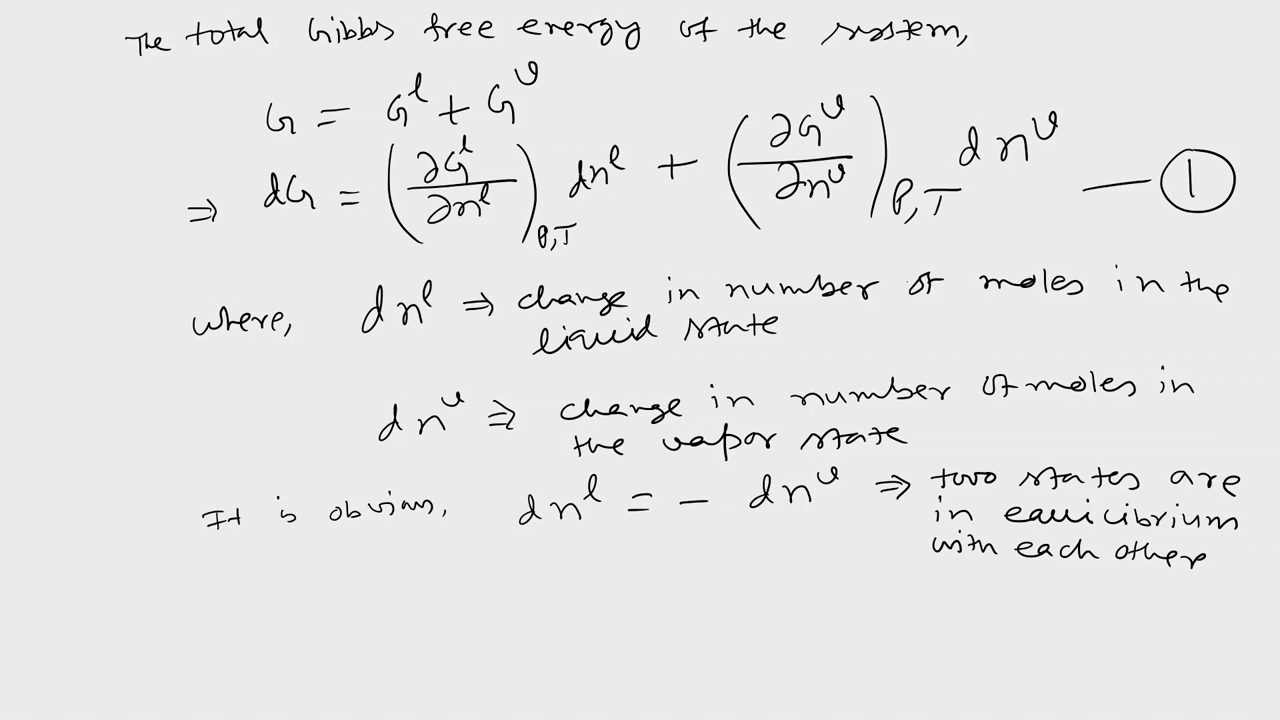 The total Gibbs free energy of the system,
G = G^l + G^v
⇒ dG = (∂G^l/∂n^l)_{P,T} dn^l + (∂G^v/∂n^v)_{P,T} dn^v — ①
where, dn^l ⇒ change in number of moles in the
liquid state
dn^v ⇒ change in number of moles in
the vapor state
It is obvious, dn^l = - dn^v ⇒ two states are
in equilibrium
with each other